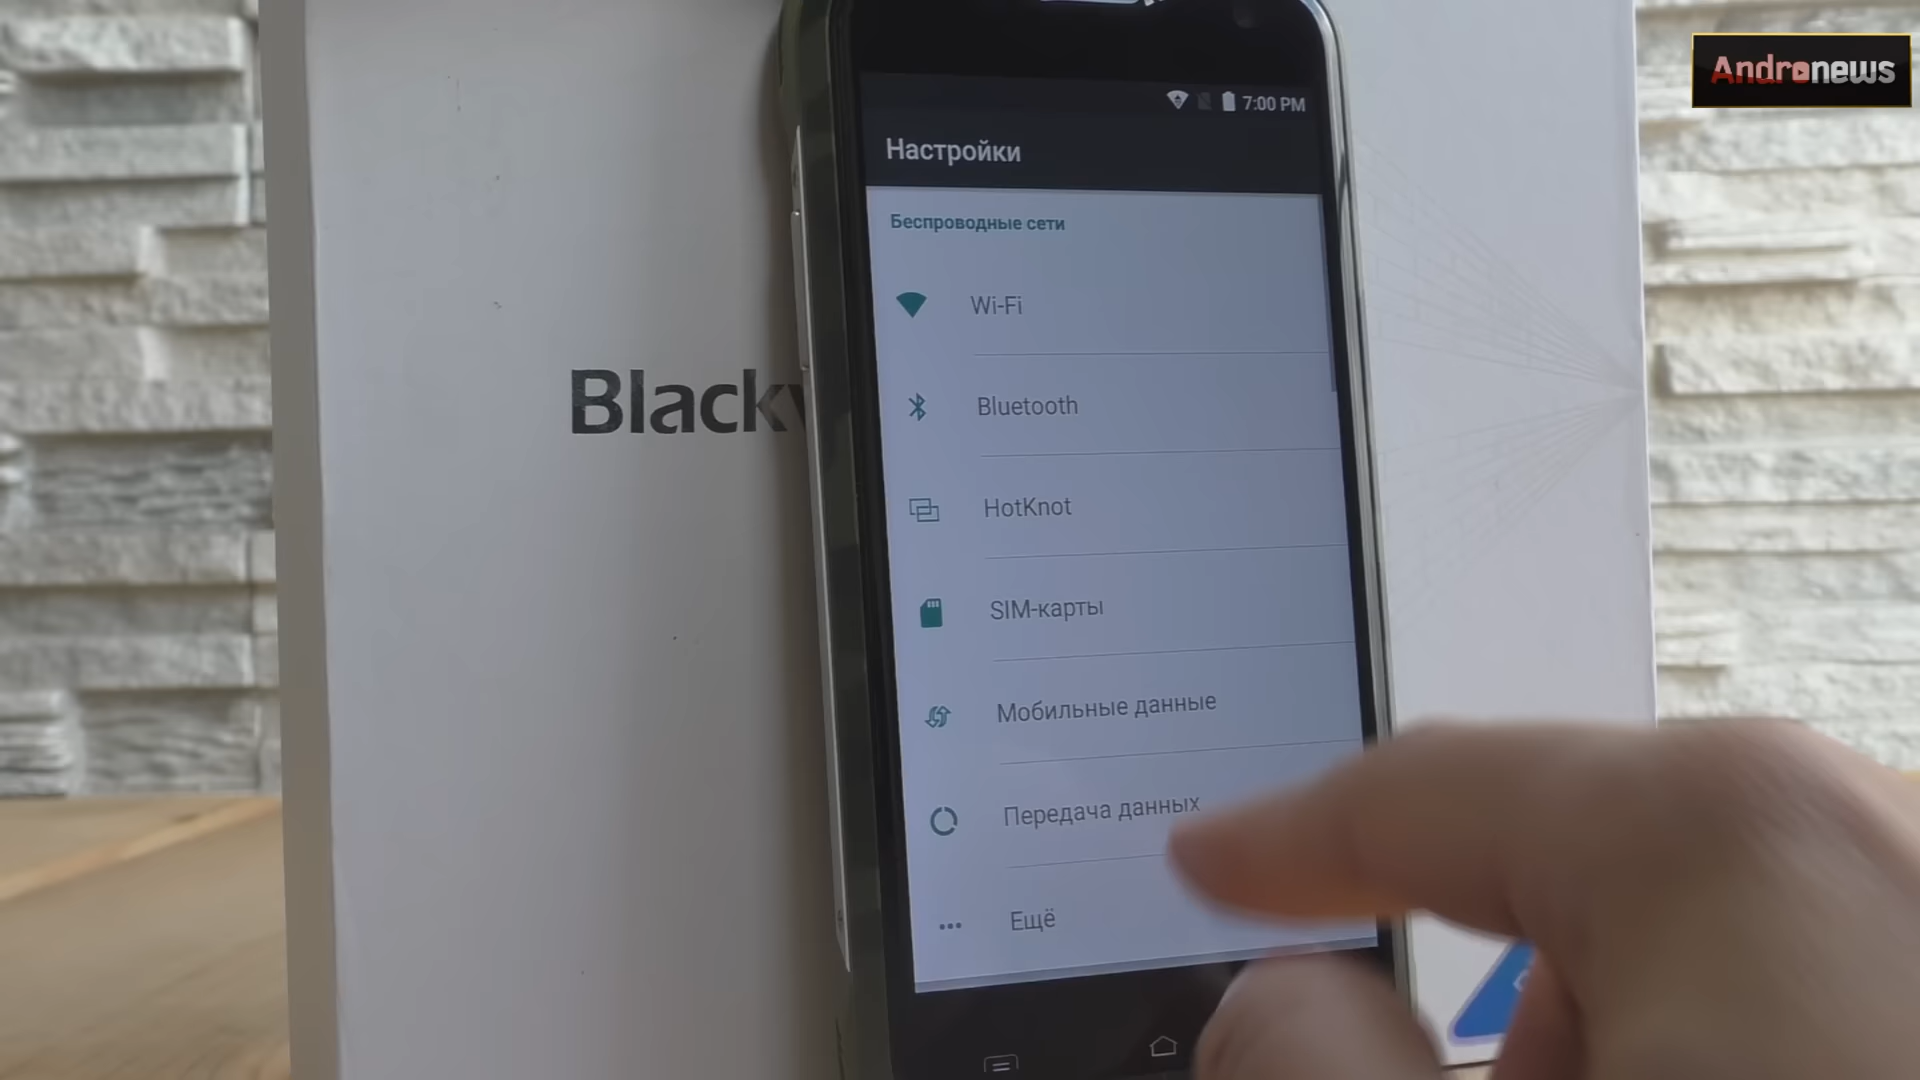 Andronews
7:00 PM
Настройки
Беспроводные сети
Wi-Fi
Bluetooth
HotKnot
SIM-карты
Мобильные данные
Передача данных
Ещё
Black